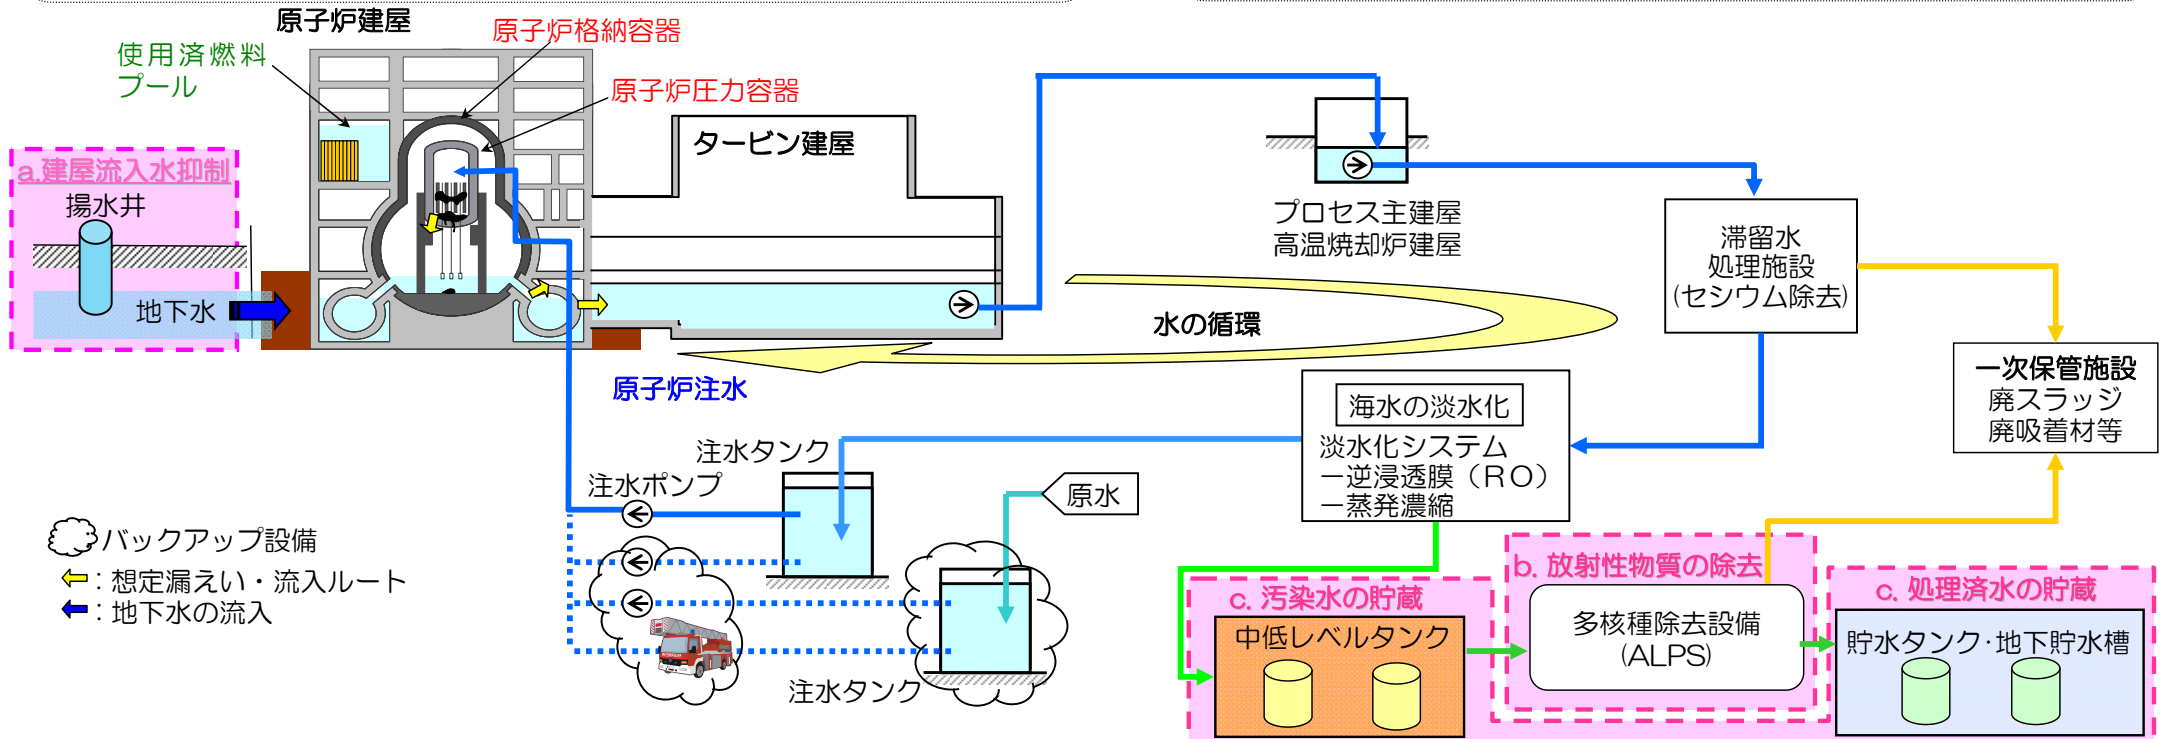 原子炉建屋
原子炉格納容器
使用済燃料
プール
原子炉圧力容器
タービン建屋
a.建屋流入水抑制
揚水井
地下水
プロセス主建屋
高温焼却炉建屋
滞留水
処理施設
(セシウム除去)
水の循環
原子炉注水
一次保管施設
廃スラッジ
廃吸着材等
海水の淡水化
淡水化システム
ー逆浸透膜（RO）
ー蒸発濃縮
注水タンク
注水ポンプ
原水
バックアップ設備
：想定漏えい・流入ルート
：地下水の流入
注水タンク
b. 放射性物質の除去
多核種除去設備
(ALPS)
c. 汚染水の貯蔵
中低レベルタンク
c. 処理済水の貯蔵
貯水タンク･地下貯水槽